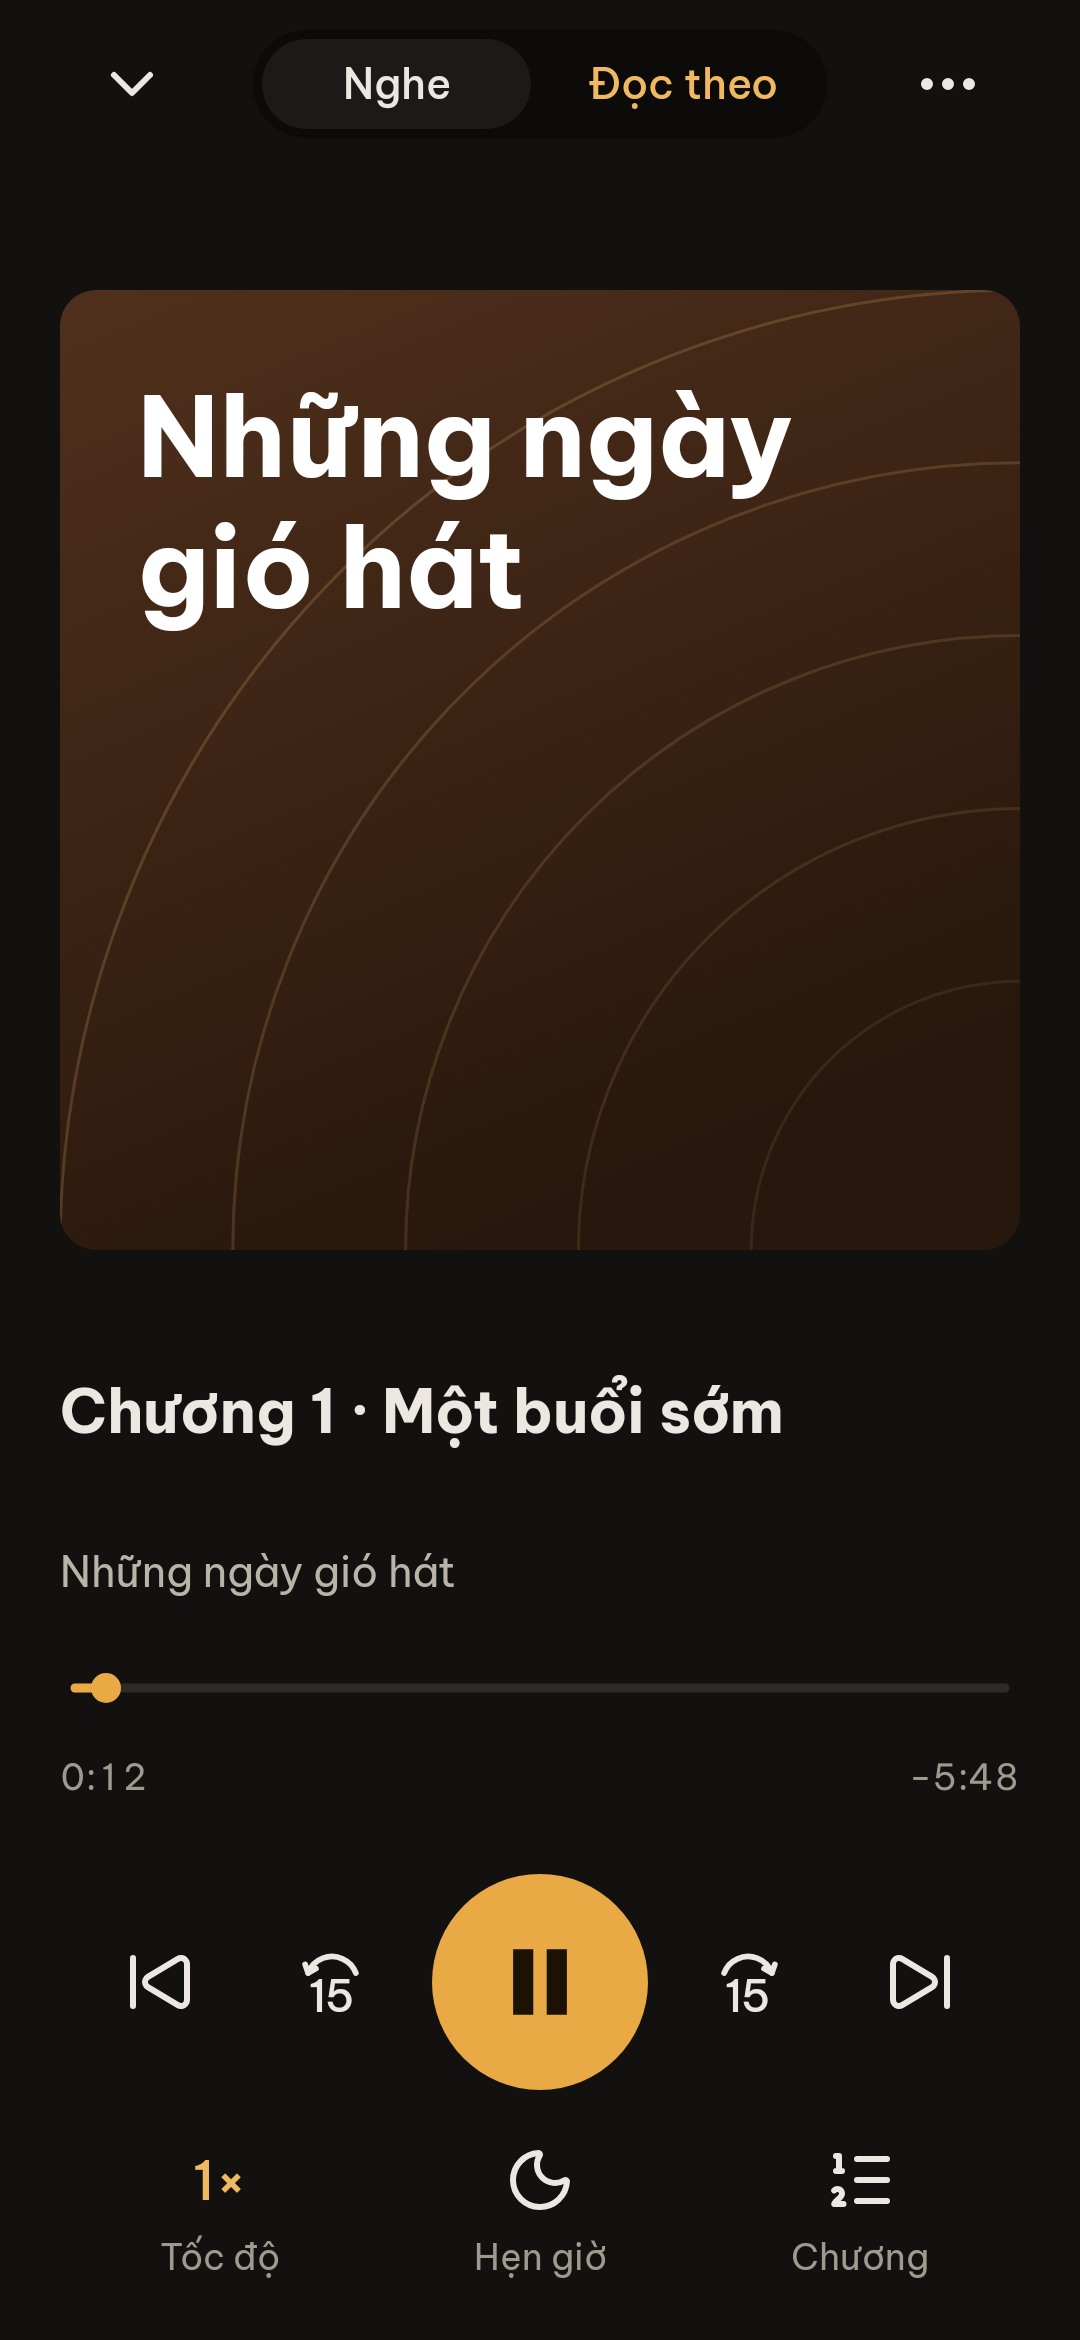 Nghe
Đọc theo
Những ngày
gió hát
Chương 1 · Một buổi sớm
Những ngày gió hát
0:12
−5:48
15
15
1×
Tốc độ
Hẹn giờ
Chương